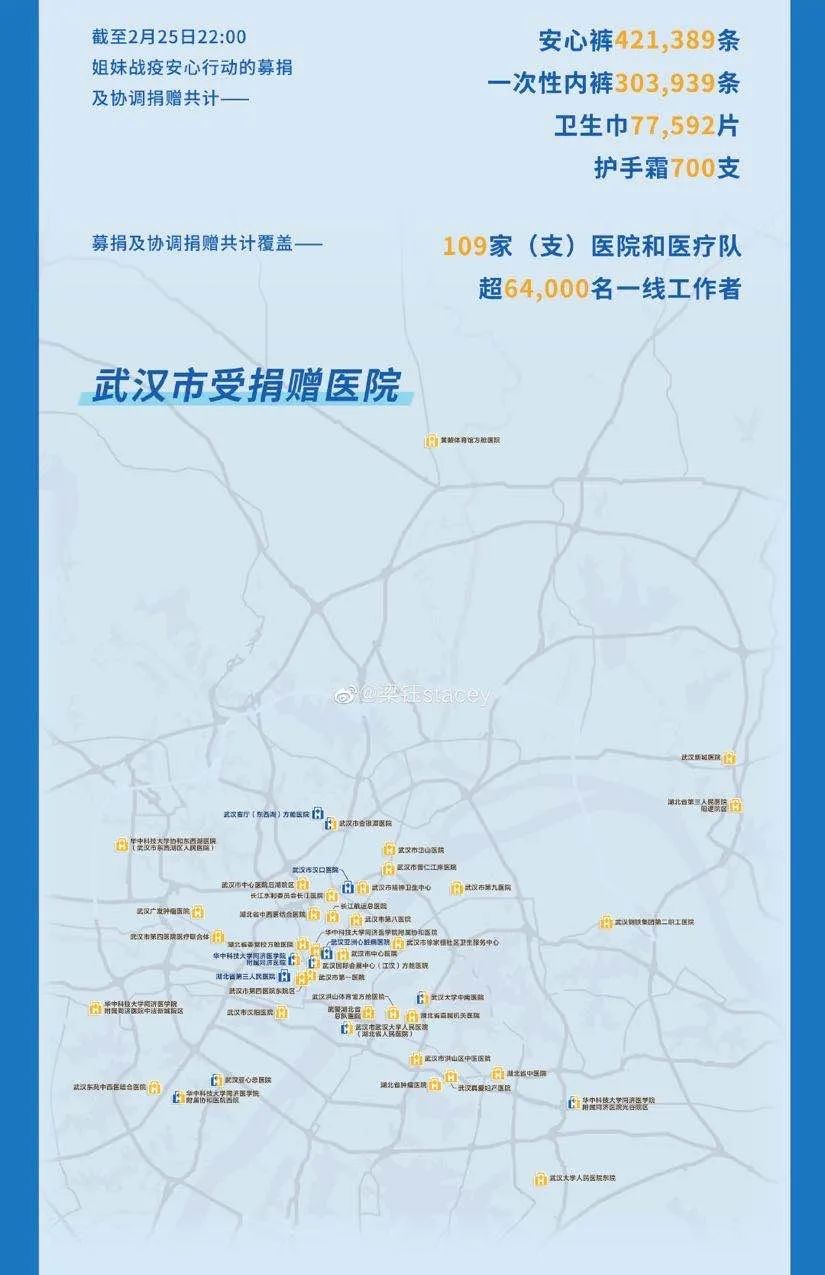 截至2月25日22:00
姐妹战疫安心行动的募捐
及协调捐赠共计——
安心裤421,389条
一次性内裤303,939条
卫生巾77,592片
护手霜700支
募捐及协调捐赠共计覆盖——
109家（支）医院和医疗队
超64,000名一线工作者
武汉市受捐赠医院
黄陂体育馆方舱医院
@梁钰stacey
武汉新城医院
湖北省第三人民医院
阳逻院区
武汉客厅（东西湖）方舱医院
武汉市金银潭医院
华中科技大学协和东西湖医院
（武汉市东西湖区人民医院）
武汉市岱山医院
武汉市普仁江岸医院
武汉市汉口医院
武汉市中心医院后湖院区
武汉市精神卫生中心
武汉市第九医院
长江水利委员会长江医院
长江航运总医院
武汉广发肿瘤医院
湖北省中西医结合医院
武汉市第八医院
武汉钢铁集团第二职工医院
华中科技大学同济医学院附属协和医院
武汉市第四医院医疗联合体
湖北省委党校方舱医院
武汉亚洲心脏病医院
武汉市徐家棚社区卫生服务中心
华中科技大学同济医学院
附属同济医院
武汉市中心医院
武汉国际会展中心（江汉）方舱医院
湖北省第三人民医院
武汉市第一医院
武汉市第四医院东院区
武汉洪山体育馆方舱医院
武汉大学中南医院
华中科技大学同济医学院
附属同济医院中法新城院区
武汉市汉阳医院
武警湖北省
总队医院
湖北省直属机关医院
武汉市武汉大学人民医院
（湖北省人民医院）
武汉市洪山区中医医院
湖北省中医院
武汉亚心总医院
武汉东苑中西医结合医院
湖北省肿瘤医院
武汉真爱妇产医院
华中科技大学同济医学院
附属协和医院西院
华中科技大学同济医学院
附属同济医院光谷院区
武汉大学人民医院东院